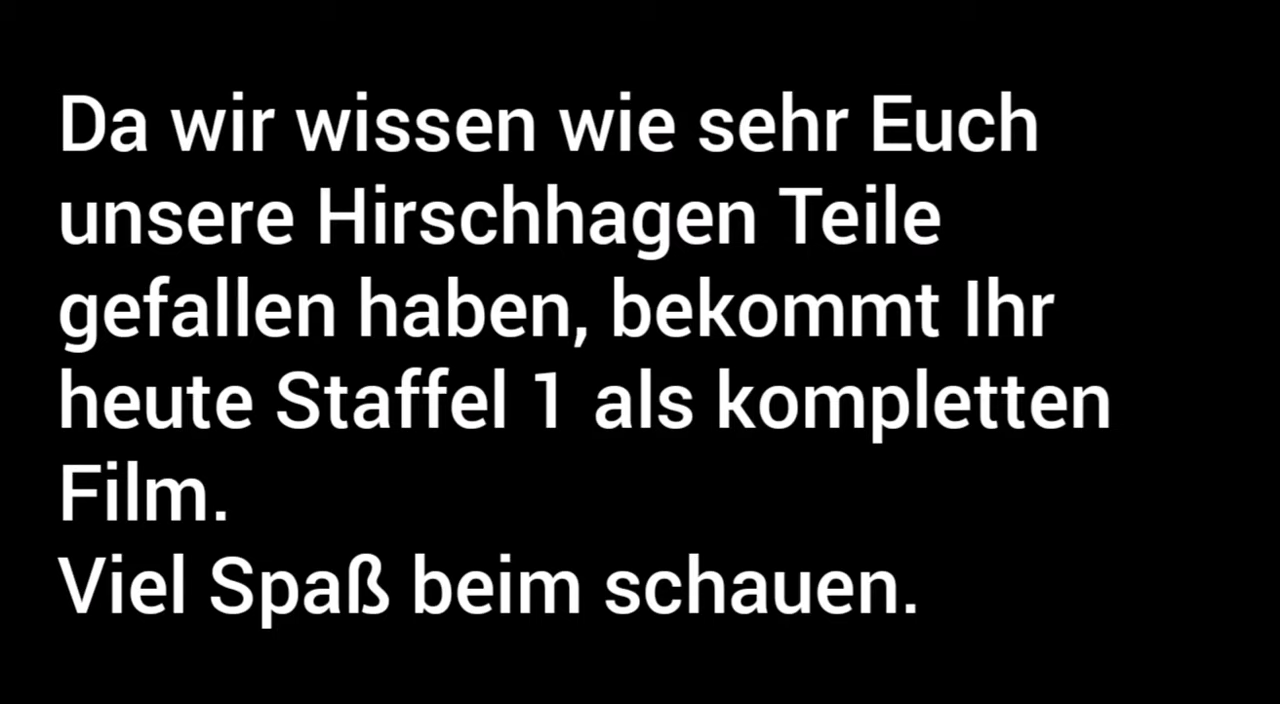 Da wir wissen wie sehr Euch
unsere Hirschhagen Teile
gefallen haben, bekommt Ihr
heute Staffel 1 als kompletten
Film.
Viel Spaß beim schauen.